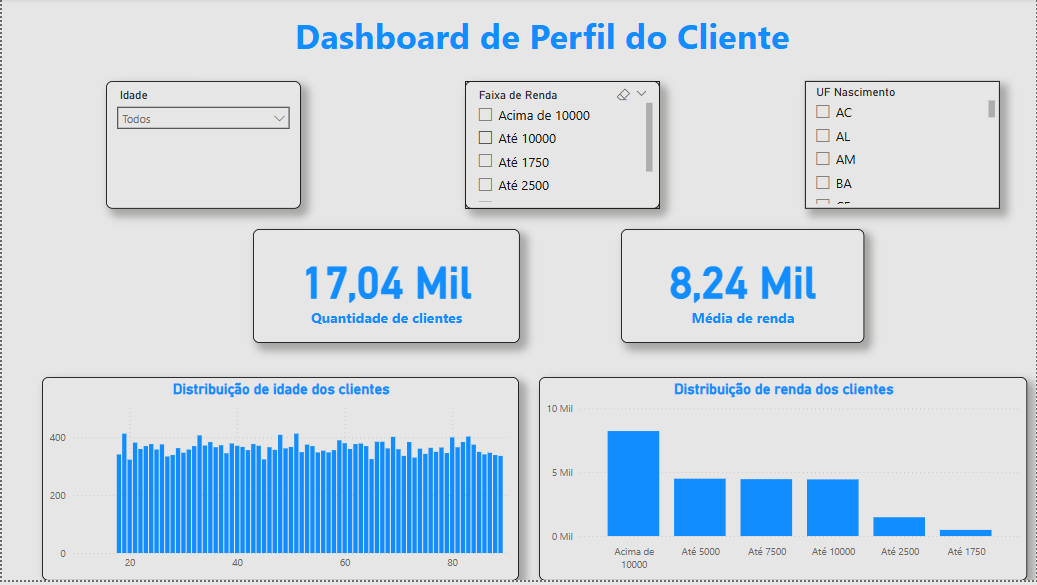 Dashboard de Perfil do Cliente
Idade
Todos
Faixa de Renda
Acima de 10000
Até 10000
Até 1750
Até 2500
UF Nascimento
AC
AL
AM
BA
17,04 Mil
Quantidade de clientes
8,24 Mil
Média de renda
Distribuição de idade dos clientes
400
200
0
20 40 60 80
Distribuição de renda dos clientes
10 Mil
5 Mil
0 Mil
Acima de 10000 Até 5000 Até 7500 Até 10000 Até 2500 Até 1750